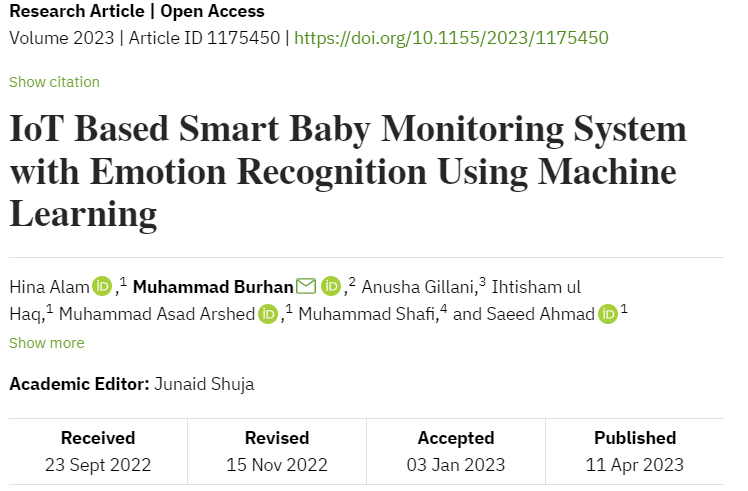 Research Article | Open Access
Volume 2023 | Article ID 1175450 | https://doi.org/10.1155/2023/1175450
Show citation
IoT Based Smart Baby Monitoring System
with Emotion Recognition Using Machine
Learning
Hina Alam iD,1 Muhammad Burhan iD,2 Anusha Gillani,3 Ihtisham ul
Haq,1 Muhammad Asad Arshed iD,1 Muhammad Shafi,4 and Saeed Ahmad iD 1
Show more
Academic Editor: Junaid Shuja
Received Revised Accepted Published
23 Sept 2022 15 Nov 2022 03 Jan 2023 11 Apr 2023